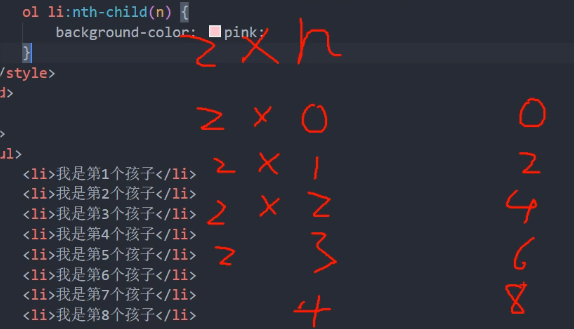 ol li:nth-child(n) {
background-color: pink;
}
2 × n
/style>
d>
2 × 0 0
>
ul>
2 × 1 2
<li>我是第1个孩子</li>
<li>我是第2个孩子</li>
2 × 2 4
<li>我是第3个孩子</li>
<li>我是第4个孩子</li>
2 3 6
<li>我是第5个孩子</li>
<li>我是第6个孩子</li>
<li>我是第7个孩子</li>
4 8
<li>我是第8个孩子</li>